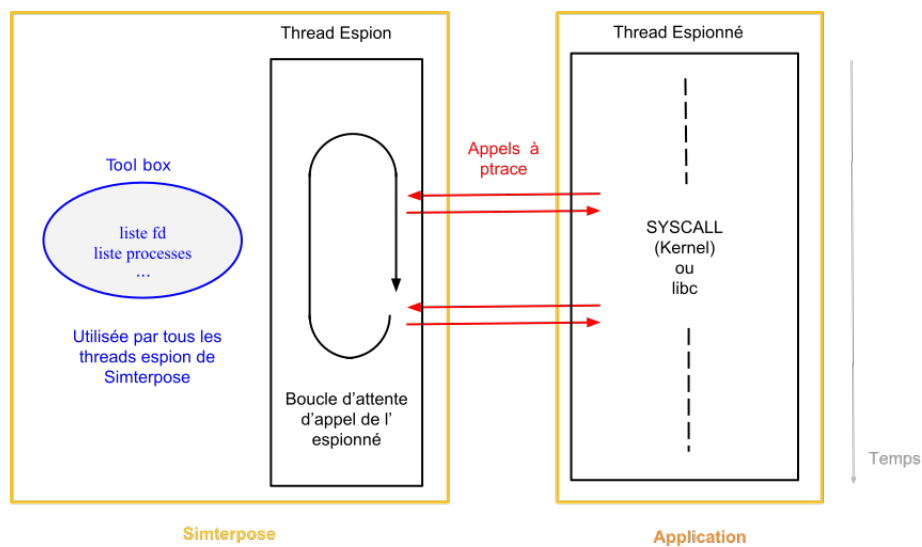 Thread Espion
Thread Espionné
Appels à
ptrace
Tool box
liste fd
liste processes
...
SYSCALL
(Kernel)
ou
libc
Utilisée par tous les
threads espion de
Simterpose
Boucle d'attente
d'appel de l'
espionné
Temps
Simterpose
Application